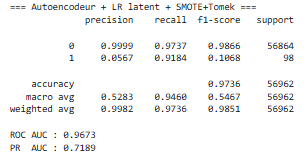 === Autoencodeur + LR latent + SMOTE+Tomek ===
precision recall f1-score support
0 0.9999 0.9737 0.9866 56864
1 0.0567 0.9184 0.1068 98
accuracy 0.9736 56962
macro avg 0.5283 0.9460 0.5467 56962
weighted avg 0.9982 0.9736 0.9851 56962
ROC AUC : 0.9673
PR AUC : 0.7189